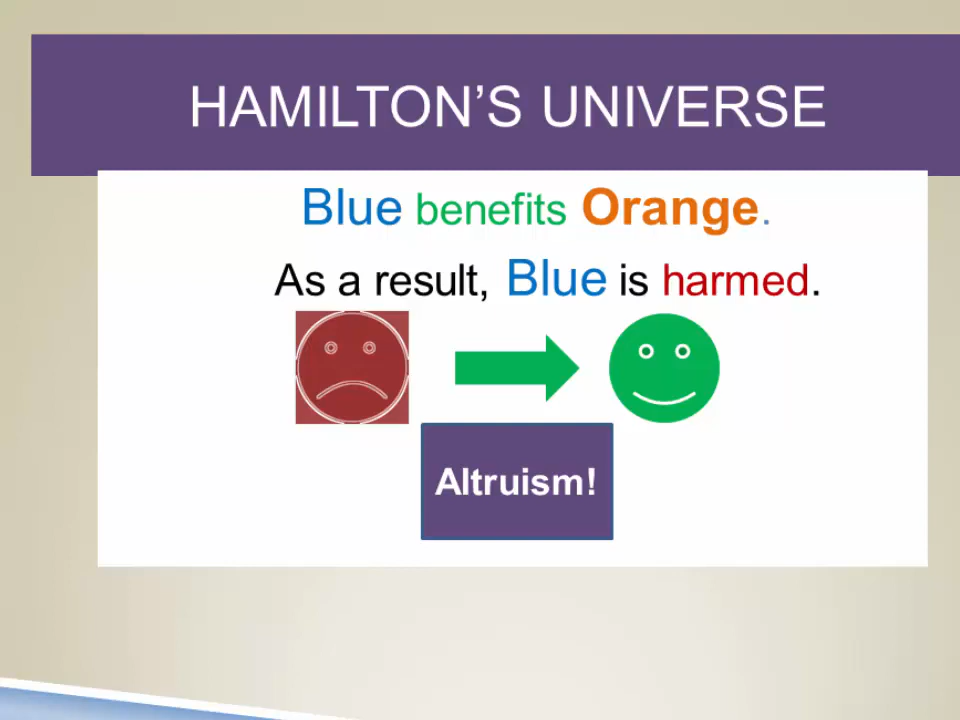 HAMILTON’S UNIVERSE
Blue benefits Orange.
As a result, Blue is harmed.
Altruism!